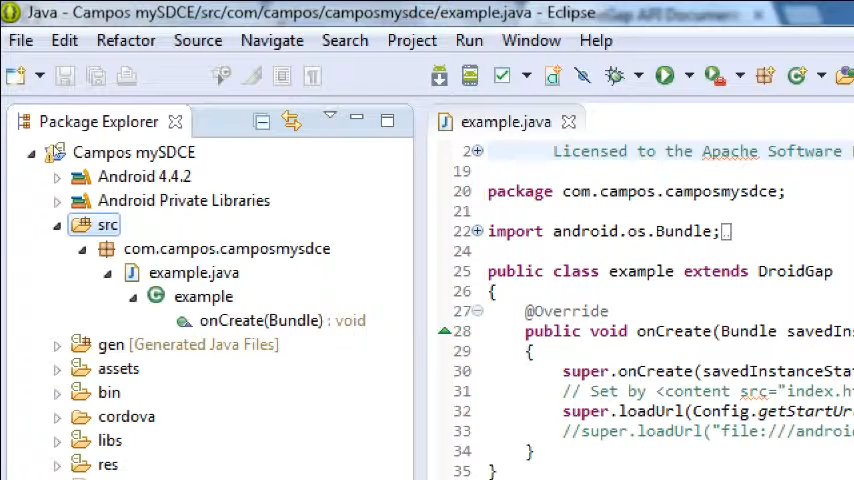 Java - Campos mySDCE/src/com/campos/camposmysdce/example.java - Eclipse
File Edit Refactor Source Navigate Search Project Run Window Help
Package Explorer
example.java
Campos mySDCE
Android 4.4.2
Android Private Libraries
src
com.campos.camposmysdce
example.java
example
onCreate(Bundle) : void
gen [Generated Java Files]
assets
bin
cordova
libs
res
2 Licensed to the Apache Software
19
20 package com.campos.camposmysdce;
21
22 import android.os.Bundle;
24
25 public class example extends DroidGap
26 {
27 @Override
28 public void onCreate(Bundle savedIns
29 {
30 super.onCreate(savedInstanceSta
31 // Set by <content src="index.h
32 super.loadUrl(Config.getStartUr
33 //super.loadUrl("file:///androi
34 }
35 }